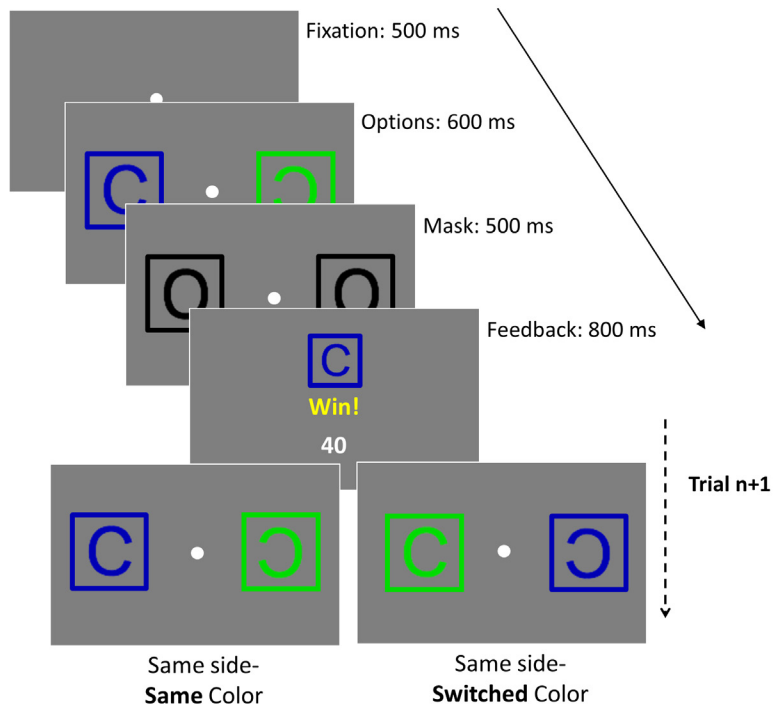 Fixation: 500 ms
Options: 600 ms
C Ɔ
Mask: 500 ms
O O
Feedback: 800 ms
C
Win!
40
Trial n+1
C Ɔ C Ɔ
Same side-
Same Color
Same side-
Switched Color